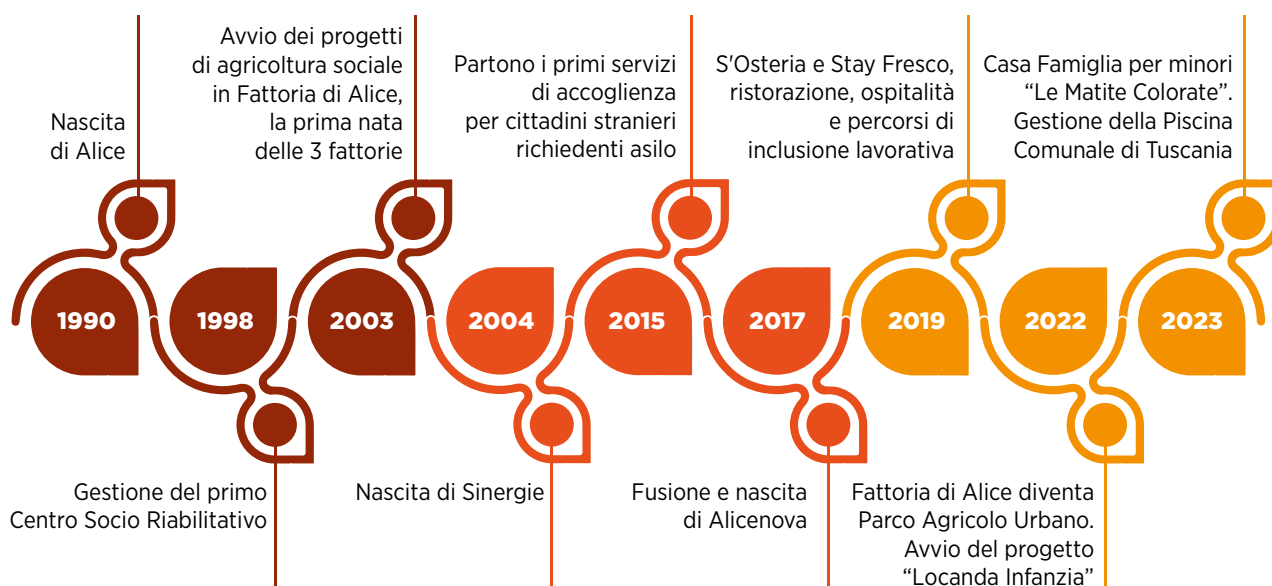 Nascita
di Alice
Avvio dei progetti
di agricoltura sociale
in Fattoria di Alice,
la prima nata
delle 3 fattorie
Partono i primi servizi
di accoglienza
per cittadini stranieri
richiedenti asilo
S'Osteria e Stay Fresco,
ristorazione, ospitalità
e percorsi di
inclusione lavorativa
Casa Famiglia per minori
“Le Matite Colorate”.
Gestione della Piscina
Comunale di Tuscania
1990
1998
2003
2004
2015
2017
2019
2022
2023
Gestione del primo
Centro Socio Riabilitativo
Nascita di Sinergie
Fusione e nascita
di Alicenova
Fattoria di Alice diventa
Parco Agricolo Urbano.
Avvio del progetto
“Locanda Infanzia”